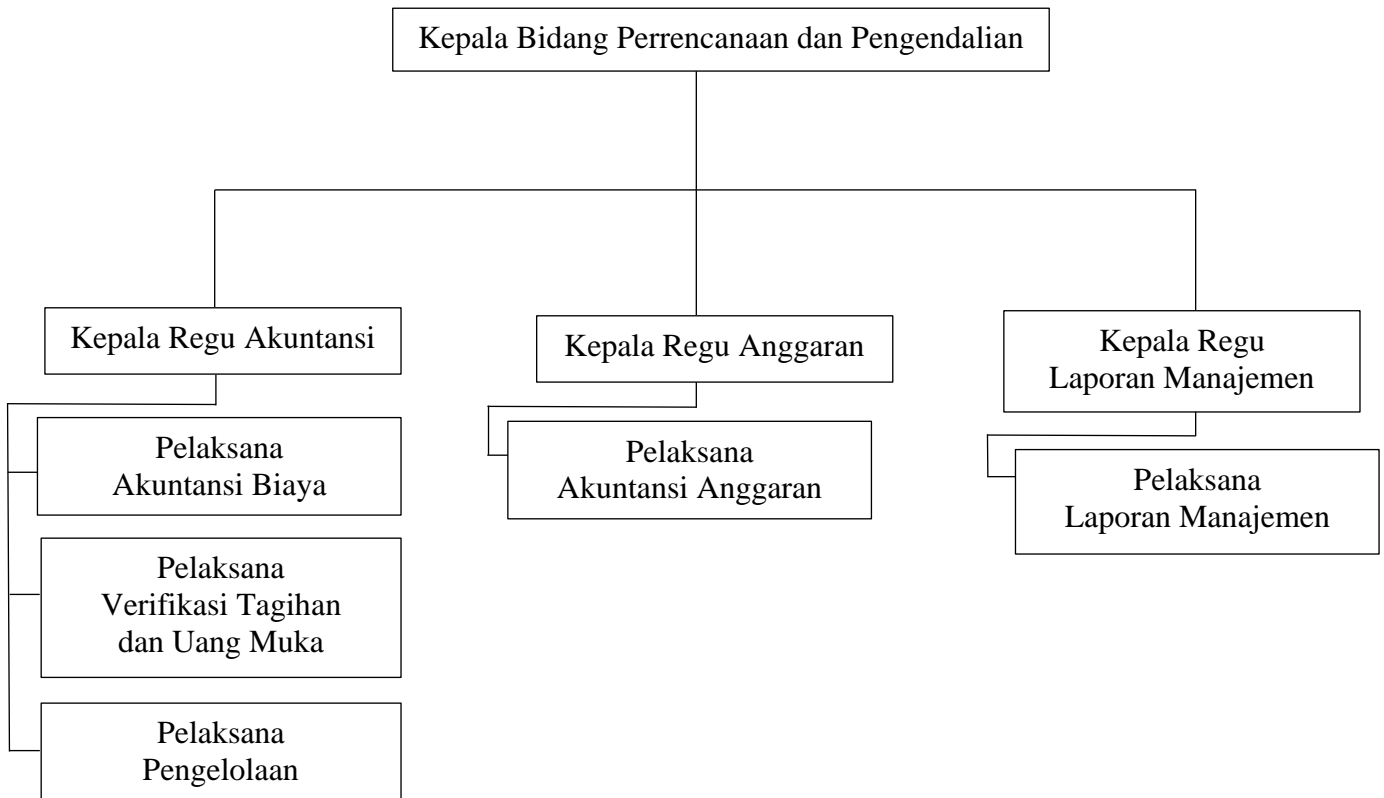 Kepala Bidang Perrencanaan dan Pengendalian
Kepala Regu Akuntansi
Pelaksana
Akuntansi Biaya
Pelaksana
Verifikasi Tagihan
dan Uang Muka
Pelaksana
Pengelolaan
Kepala Regu Anggaran
Pelaksana
Akuntansi Anggaran
Kepala Regu
Laporan Manajemen
Pelaksana
Laporan Manajemen